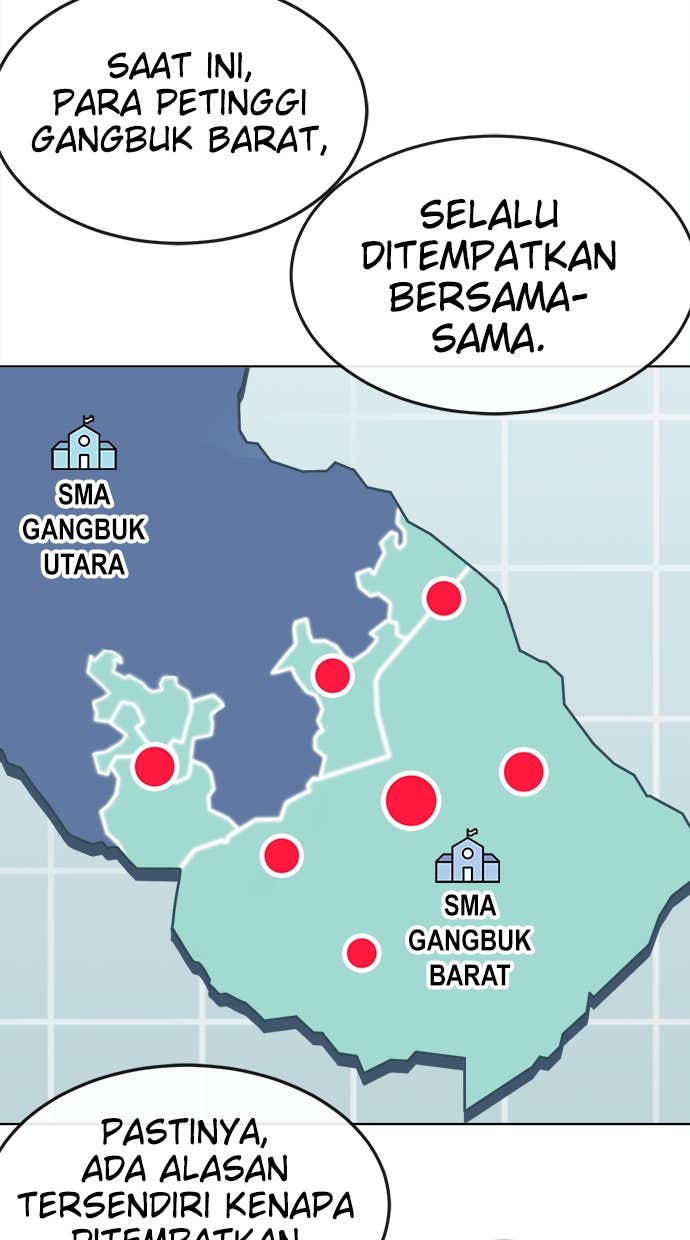 SAAT INI,
PARA PETINGGI
GANGBUK BARAT,
SELALU
DITEMPATKAN
BERSAMA-
SAMA.
SMA
GANGBUK
UTARA
SMA
GANGBUK
BARAT
PASTINYA,
ADA ALASAN
TERSENDIRI KENAPA
DITEMPATKAN